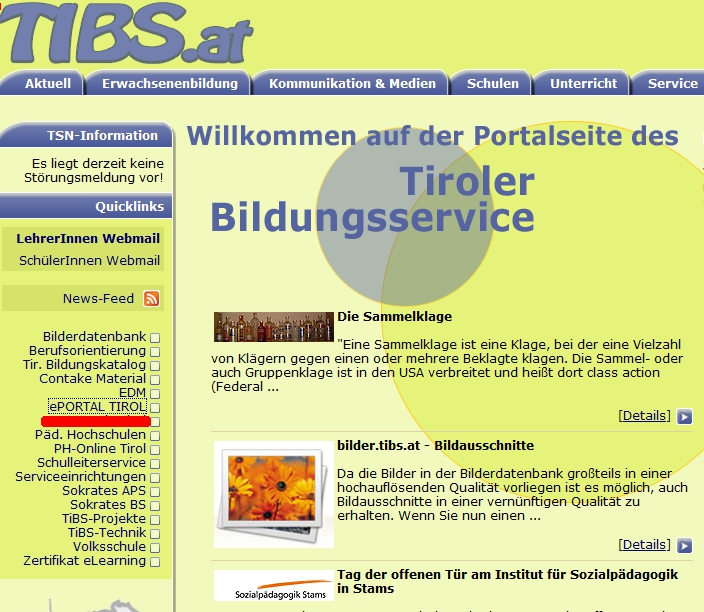 TIBS.at
Aktuell
Erwachsenenbildung
Kommunikation & Medien
Schulen
Unterricht
Service
TSN-Information
Es liegt derzeit keine
Störungsmeldung vor!
Quicklinks
LehrerInnen Webmail
SchülerInnen Webmail
News-Feed
Bilderdatenbank
Berufsorientierung
Tir. Bildungskatalog
Contake Material
EDM
ePORTAL TIROL
Päd. Hochschulen
PH-Online Tirol
Schulleiterservice
Serviceeinrichtungen
Sokrates APS
Sokrates BS
TiBS-Projekte
TiBS-Technik
Volksschule
Zertifikat eLearning
Willkommen auf der Portalseite des
Tiroler
Bildungsservice
Die Sammelklage
"Eine Sammelklage ist eine Klage, bei der eine Vielzahl
von Klägern gegen einen oder mehrere Beklagte klagen. Die Sammel- oder
auch Gruppenklage ist in den USA verbreitet und heißt dort class action
(Federal ...
[Details]
bilder.tibs.at - Bildausschnitte
Da die Bilder in der Bilderdatenbank großteils in einer
hochauflösenden Qualität vorliegen ist es möglich, auch
Bildausschnitte in einer vernünftigen Qualität zu
erhalten. Wenn Sie nun einen ...
[Details]
Sozialpädagogik Stams
Tag der offenen Tür am Institut für Sozialpädagogik
in Stams